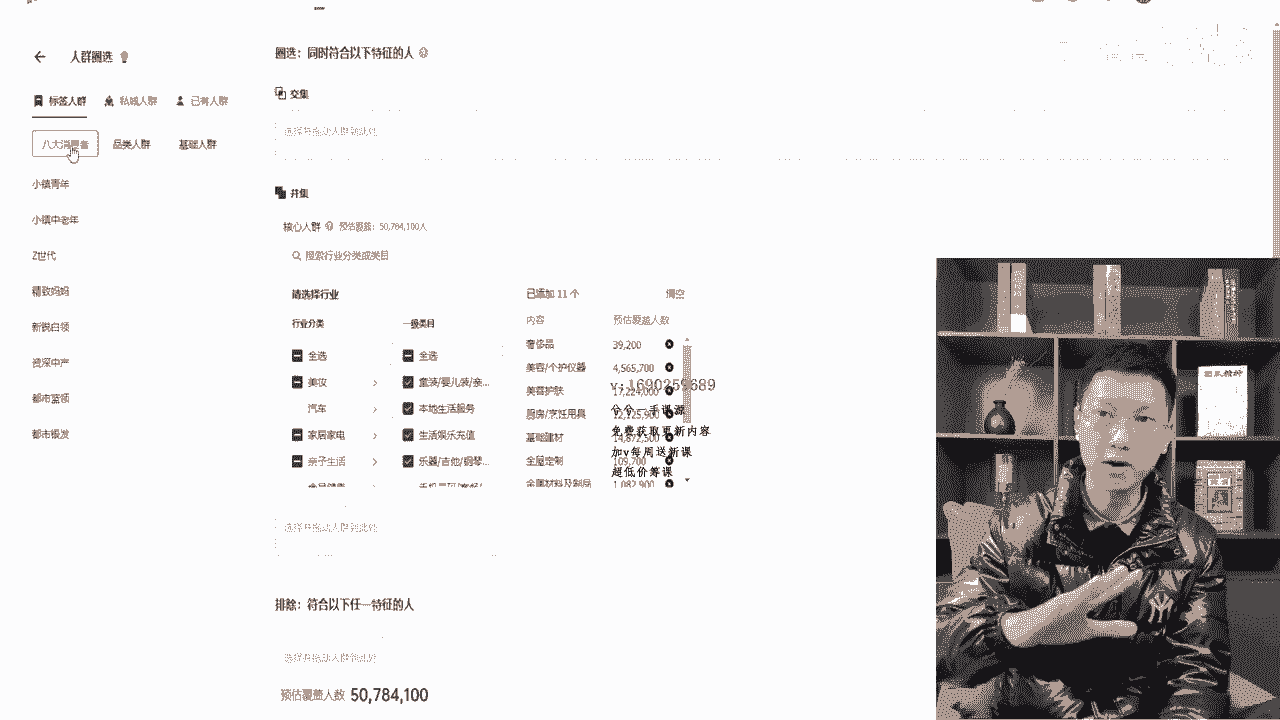 人群圈选
标签人群 私域人群 已有人群
八大消费者 品类人群 基础人群
小镇青年
小镇中老年
Z世代
精致妈妈
新锐白领
资深中产
都市蓝领
都市银发
圈选：同时符合以下特征的人
交集
选择并拖动人群到此处
并集
核心人群 预估覆盖：50,784,100人
搜索行业分类或类目
请选择行业
行业分类 一级类目
全选 全选
美妆 童装/婴儿装/亲...
汽车 本地生活服务
家居家电 生活娱乐充值
亲子生活 乐器/吉他/钢琴...
已添加 11 个 清空
内容 预估覆盖人数
奢侈品 39,200
美容/个护仪器 4,565,700
美容护肤 17,224,000
厨房/烹饪用具 12,125,900
基础建材 14,872,500
全屋定制 109,700
金属材料及制品 1,082,900
v：1690259689
免费获取更新内容
加v每周送新课
超低价筹课
选择并拖动人群到此处
排除：符合以下任一特征的人
选择并拖动人群到此处
预估覆盖人数 50,784,100